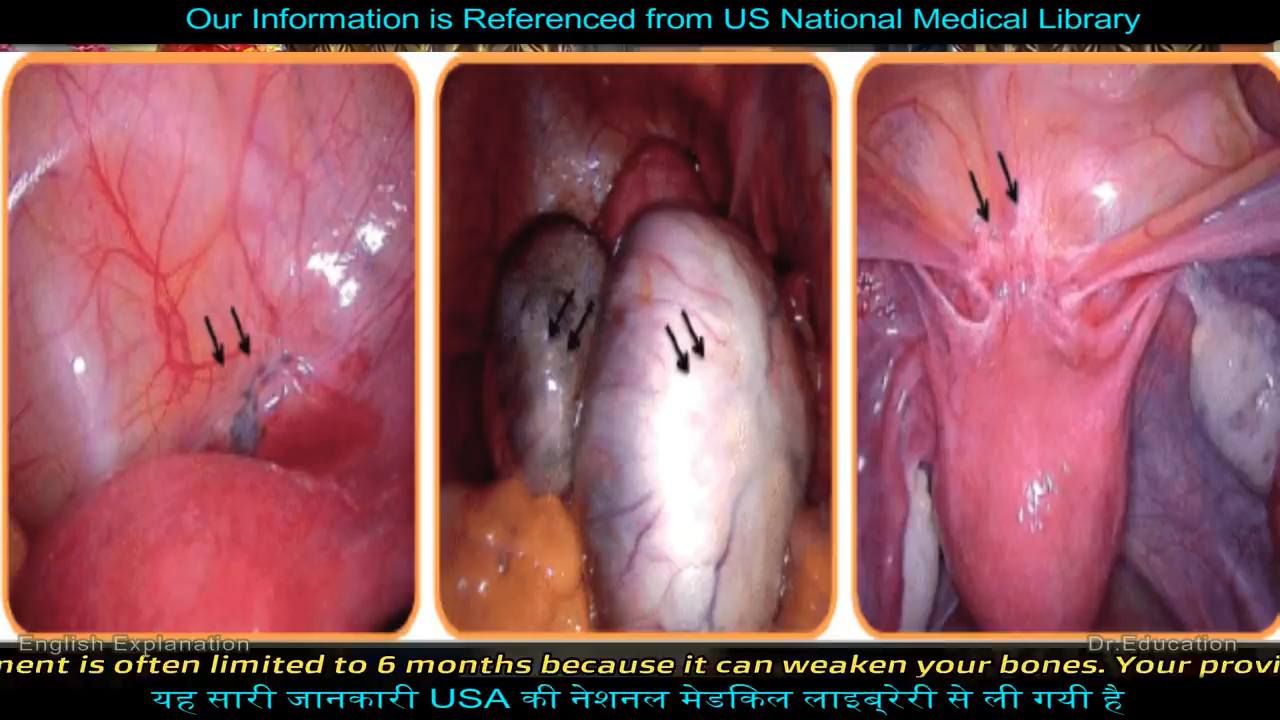 Our Information is Referenced from US National Medical Library
English Explanation
Dr.Education
ment is often limited to 6 months because it can weaken your bones. Your provi
यह सारी जानकारी USA की नेशनल मेडकिल लाइब्रेरी से ली गयी है